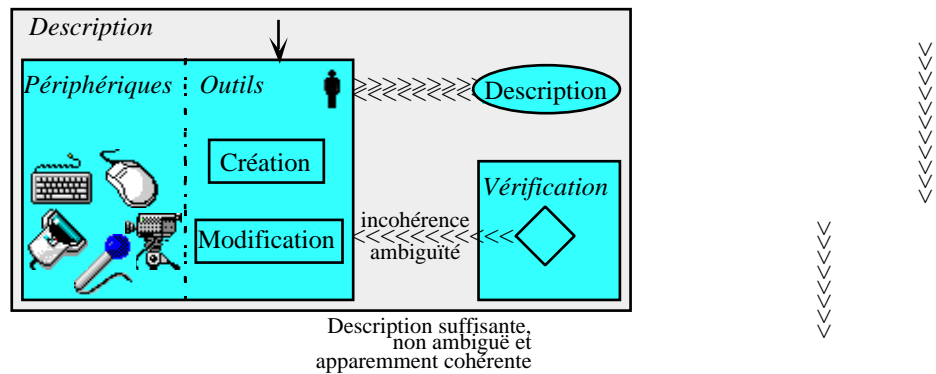 Description
Périphériques
Outils
Description
Création
Vérification
incohérence
Modification
ambiguïté
Description suffisante,
non ambiguë et
apparemment cohérente